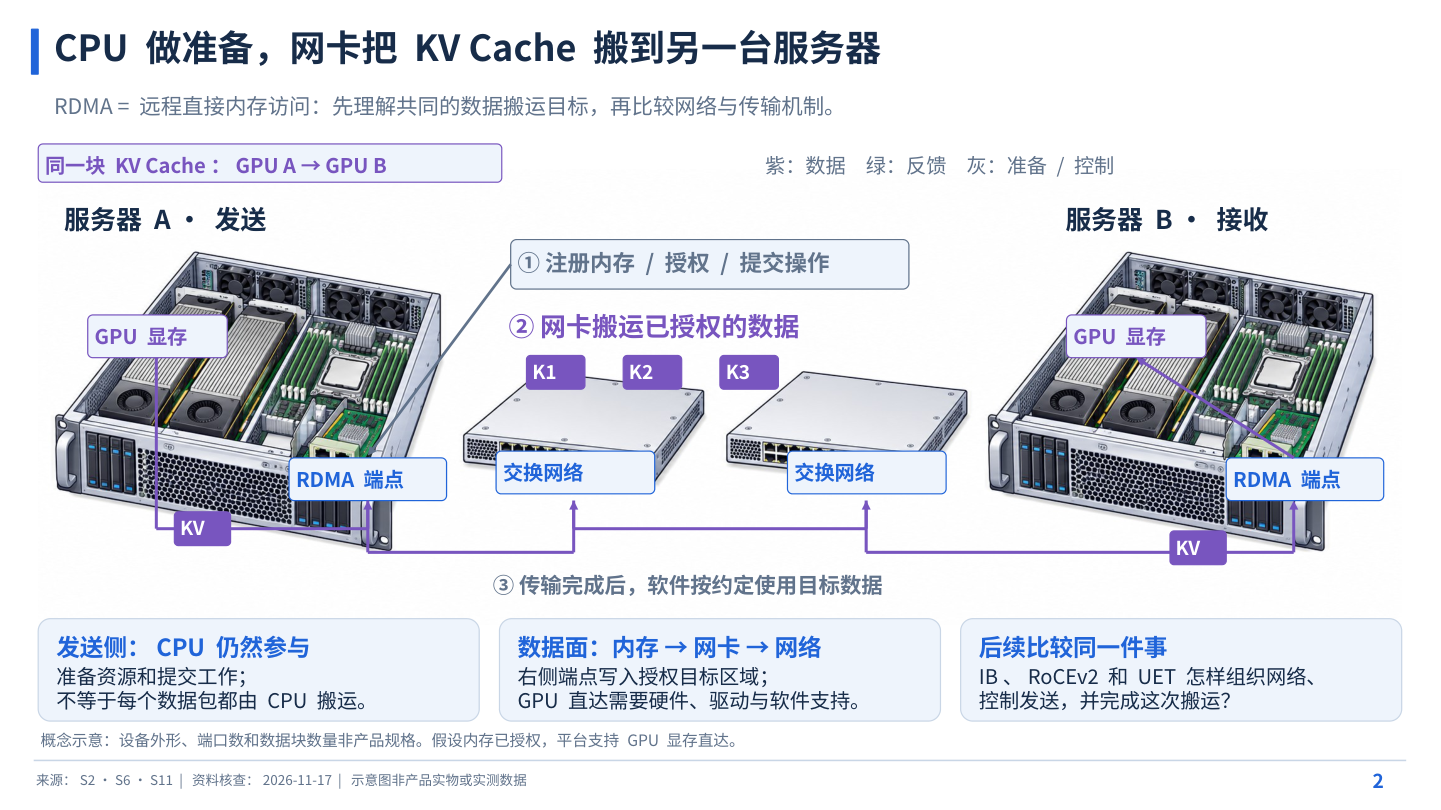 CPU 做准备，网卡把 KV Cache 搬到另一台服务器
RDMA = 远程直接内存访问：先理解共同的数据搬运目标，再比较网络与传输机制。
同一块 KV Cache： GPU A → GPU B
紫：数据 绿：反馈 灰：准备 / 控制
服务器 A · 发送
服务器 B · 接收
① 注册内存 / 授权 / 提交操作
② 网卡搬运已授权的数据
GPU 显存
GPU 显存
K1
K2
K3
RDMA 端点
交换网络
交换网络
RDMA 端点
KV
KV
③ 传输完成后，软件按约定使用目标数据
发送侧： CPU 仍然参与
准备资源和提交工作；
不等于每个数据包都由 CPU 搬运。
数据面：内存 → 网卡 → 网络
右侧端点写入授权目标区域；
GPU 直达需要硬件、驱动与软件支持。
后续比较同一件事
IB 、 RoCEv2 和 UET 怎样组织网络、
控制发送，并完成这次搬运？
概念示意：设备外形、端口数和数据块数量非产品规格。假设内存已授权，平台支持 GPU 显存直达。
来源： S2 · S6 · S11 | 资料核查： 2026-11-17 | 示意图非产品实物或实测数据
2